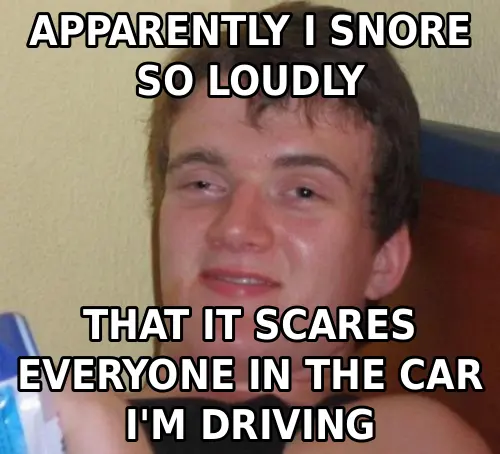 APPARENTLY I SNORE
SO LOUDLY
THAT IT SCARES
EVERYONE IN THE CAR
I'M DRIVING